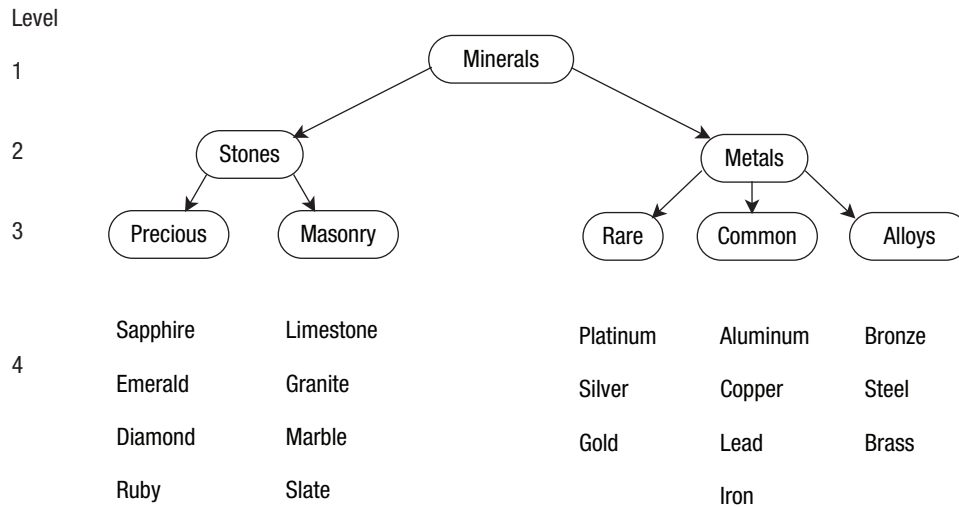 Level
Minerals
1
2
Stones
Metals
3
Precious
Masonry
Rare
Common
Alloys
4
Sapphire
Limestone
Platinum
Aluminum
Bronze
Emerald
Granite
Silver
Copper
Steel
Diamond
Marble
Gold
Lead
Brass
Ruby
Slate
Iron